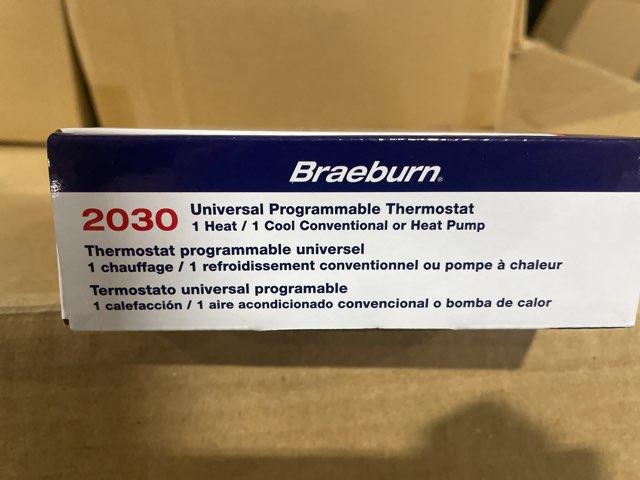 Braeburn®
2030 Universal Programmable Thermostat
1 Heat / 1 Cool Conventional or Heat Pump
Thermostat programmable universel
1 chauffage / 1 refroidissement conventionnel ou pompe à chaleur
Termostato universal programable
1 calefacción / 1 aire acondicionado convencional o bomba de calor